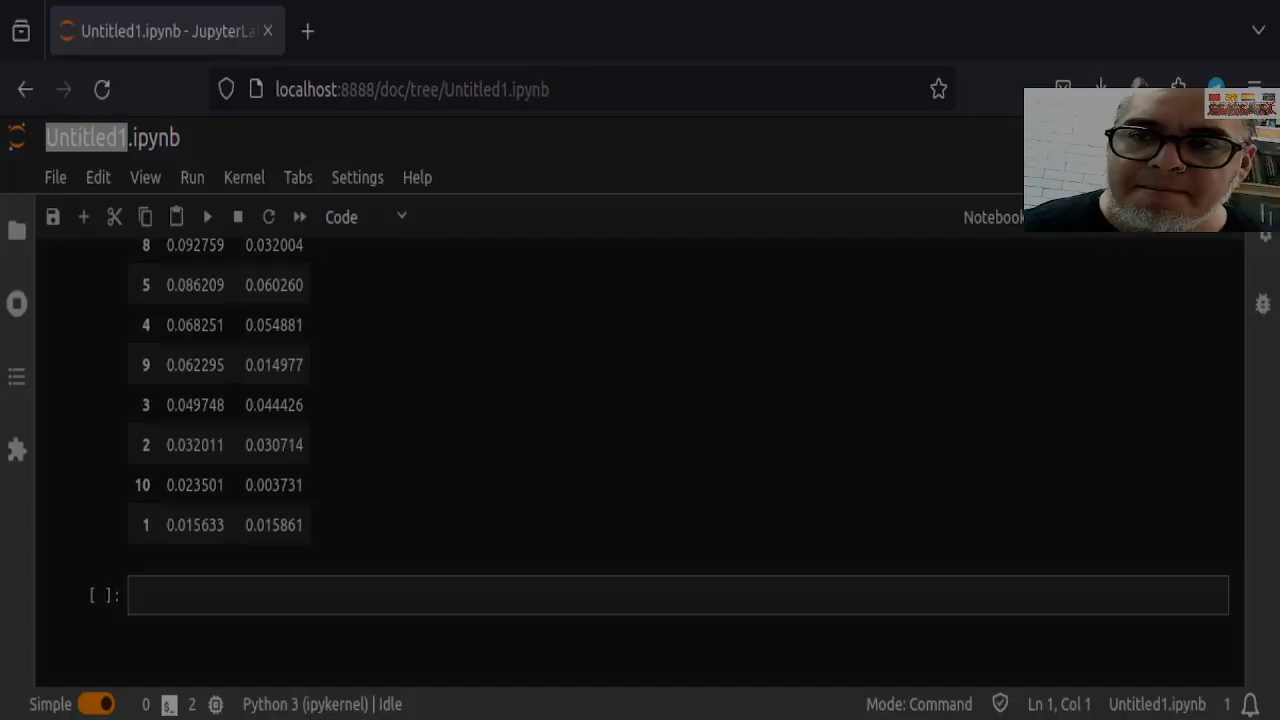 Untitled1.ipynb - JupyterLa
localhost:8888/doc/tree/Untitled1.ipynb
Untitled1.ipynb
File Edit View Run Kernel Tabs Settings Help
Code Notebook
8 0.092759 0.032004
5 0.086209 0.060260
4 0.068251 0.054881
9 0.062295 0.014977
3 0.049748 0.044426
2 0.032011 0.030714
10 0.023501 0.003731
1 0.015633 0.015861
[ ]:
Simple 0 $_ 2 Python 3 (ipykernel) | Idle Mode: Command Ln 1, Col 1 Untitled1.ipynb 1